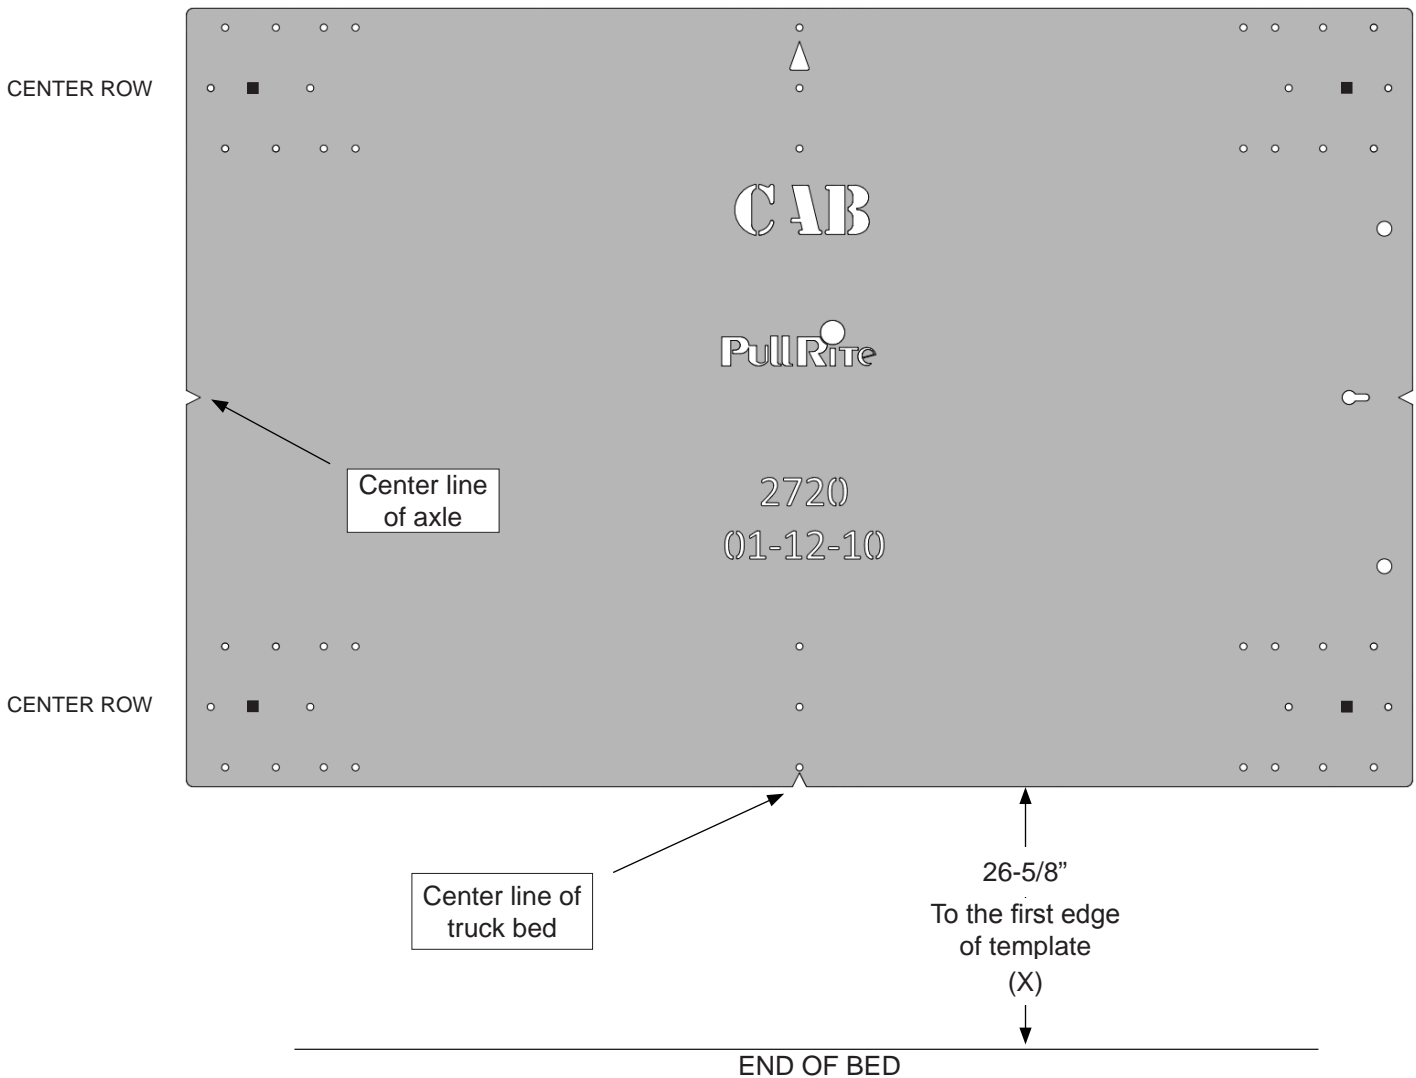 CENTER ROW
CAB
PullRite
Center line
of axle
2720
01-12-10
CENTER ROW
Center line of
truck bed
26-5/8”
To the first edge
of template
(X)
END OF BED